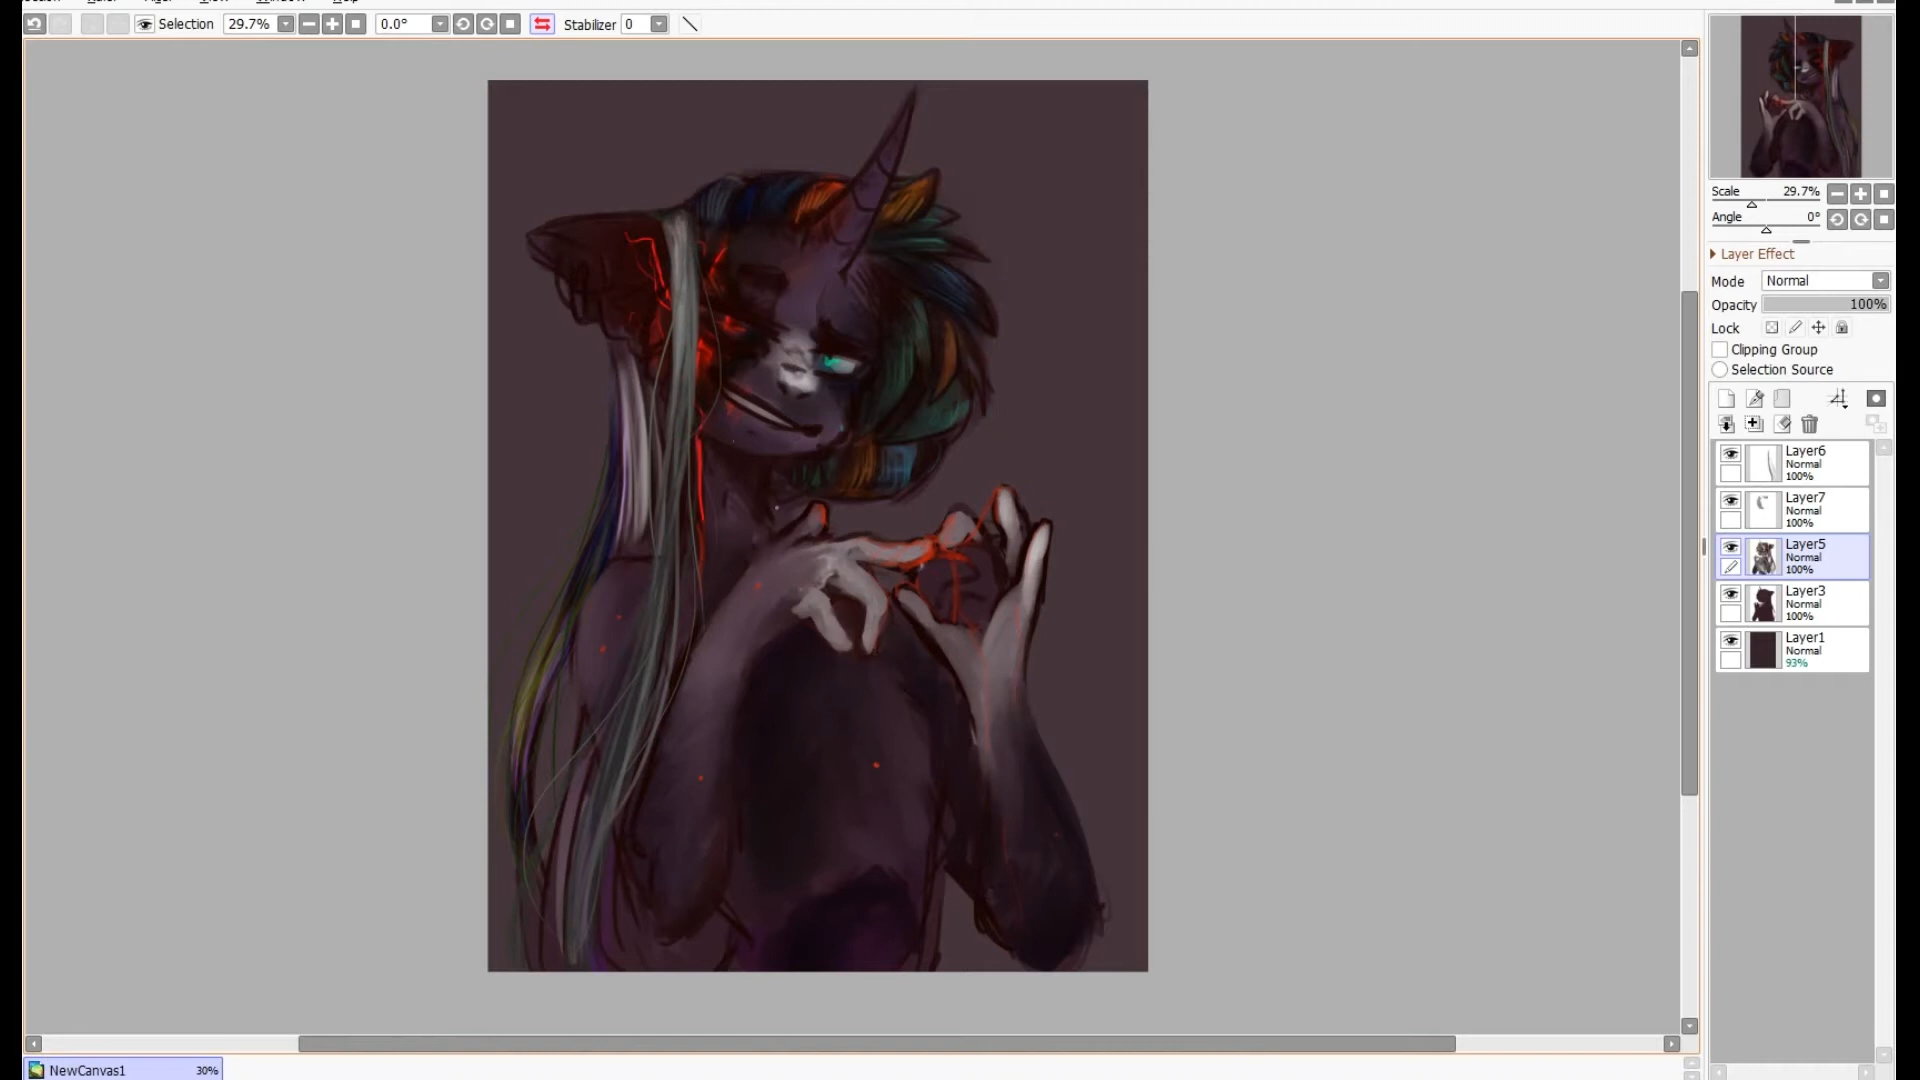 Selection 29.7% 0.0° Stabilizer 0
Scale 29.7%
Angle 0°
Layer Effect
Mode Normal
Opacity 100%
Lock
Clipping Group
Selection Source
Layer6
Normal
100%
Layer7
Normal
100%
Layer5
Normal
100%
Layer3
Normal
100%
Layer1
Normal
93%
NewCanvas1 30%